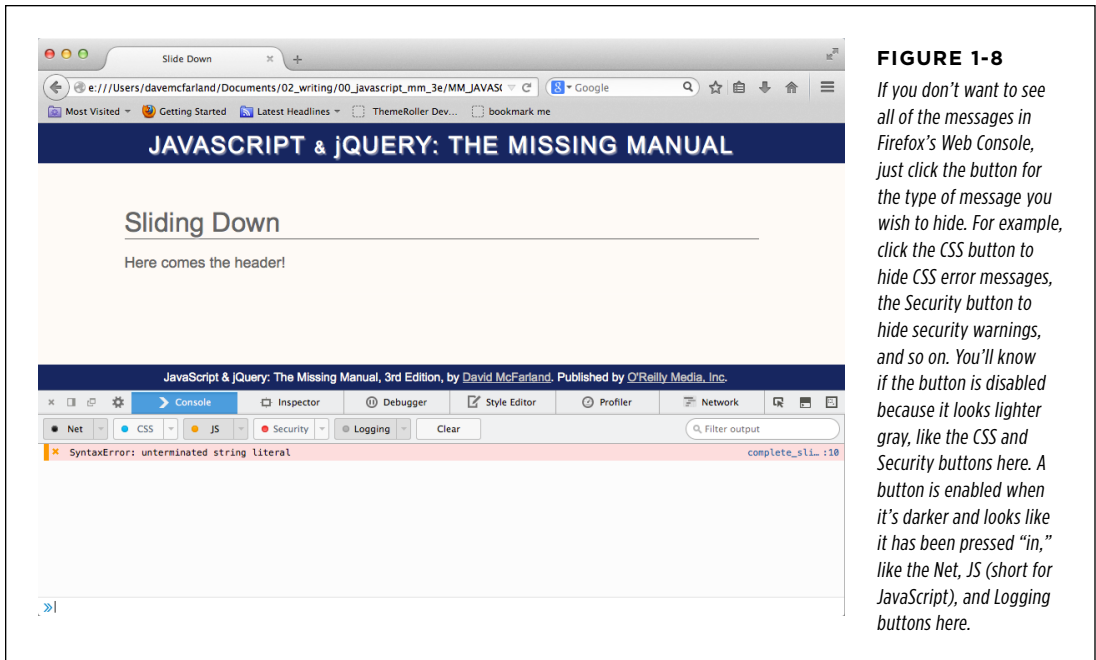 Slide Down
e:///Users/davemcfarland/Documents/02_writing/00_javascript_mm_3e/MM_JAVAS(
Google
Most Visited
Getting Started
Latest Headlines
ThemeRoller Dev...
bookmark me
JAVASCRIPT & jQUERY: THE MISSING MANUAL
Sliding Down
Here comes the header!
JavaScript & jQuery: The Missing Manual, 3rd Edition, by David McFarland. Published by O'Reilly Media, Inc.
Console
Inspector
Debugger
Style Editor
Profiler
Network
Net
CSS
JS
Security
Logging
Clear
Filter output
SyntaxError: unterminated string literal
complete_sli… :10
FIGURE 1-8
If you don’t want to see
all of the messages in
Firefox’s Web Console,
just click the button for
the type of message you
wish to hide. For example,
click the CSS button to
hide CSS error messages,
the Security button to
hide security warnings,
and so on. You’ll know
if the button is disabled
because it looks lighter
gray, like the CSS and
Security buttons here. A
button is enabled when
it’s darker and looks like
it has been pressed “in,”
like the Net, JS (short for
JavaScript), and Logging
buttons here.